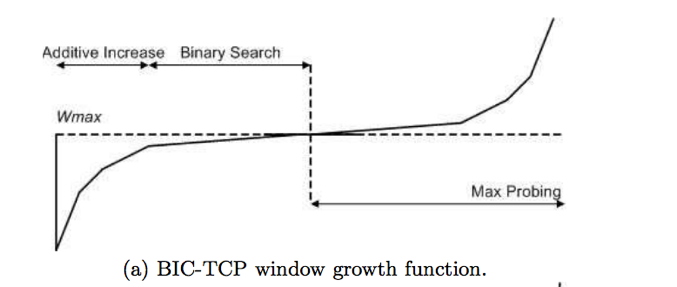 Additive Increase Binary Search
Wmax
Max Probing
(a) BIC-TCP window growth function.